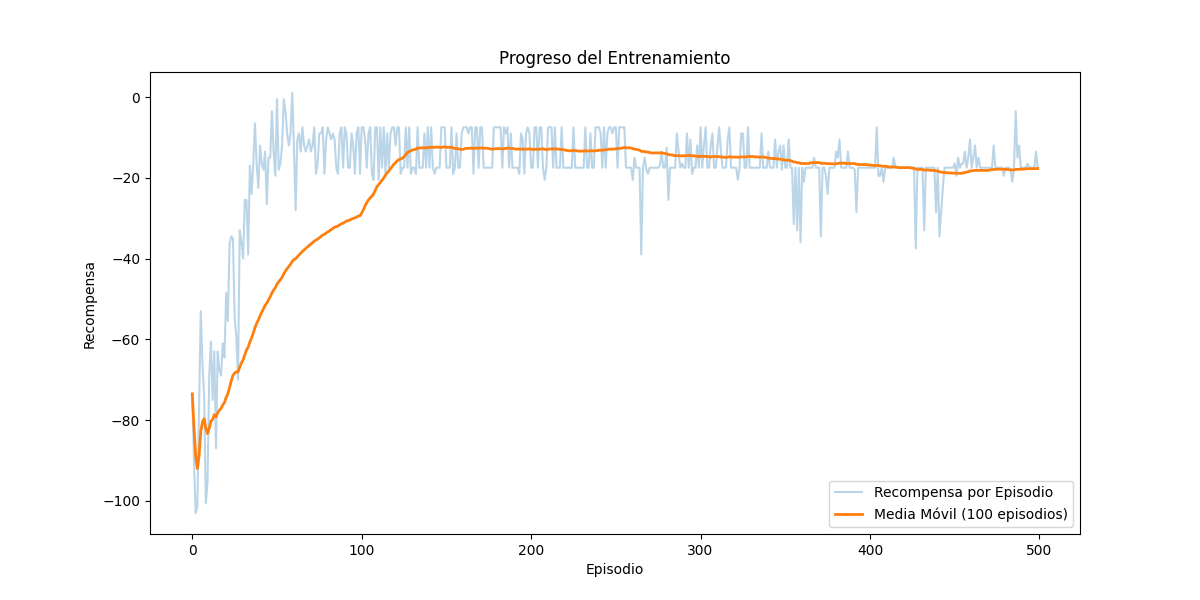 Progreso del Entrenamiento
Recompensa
0
−20
−40
−60
−80
−100
0 100 200 300 400 500
Episodio
Recompensa por Episodio
Media Móvil (100 episodios)